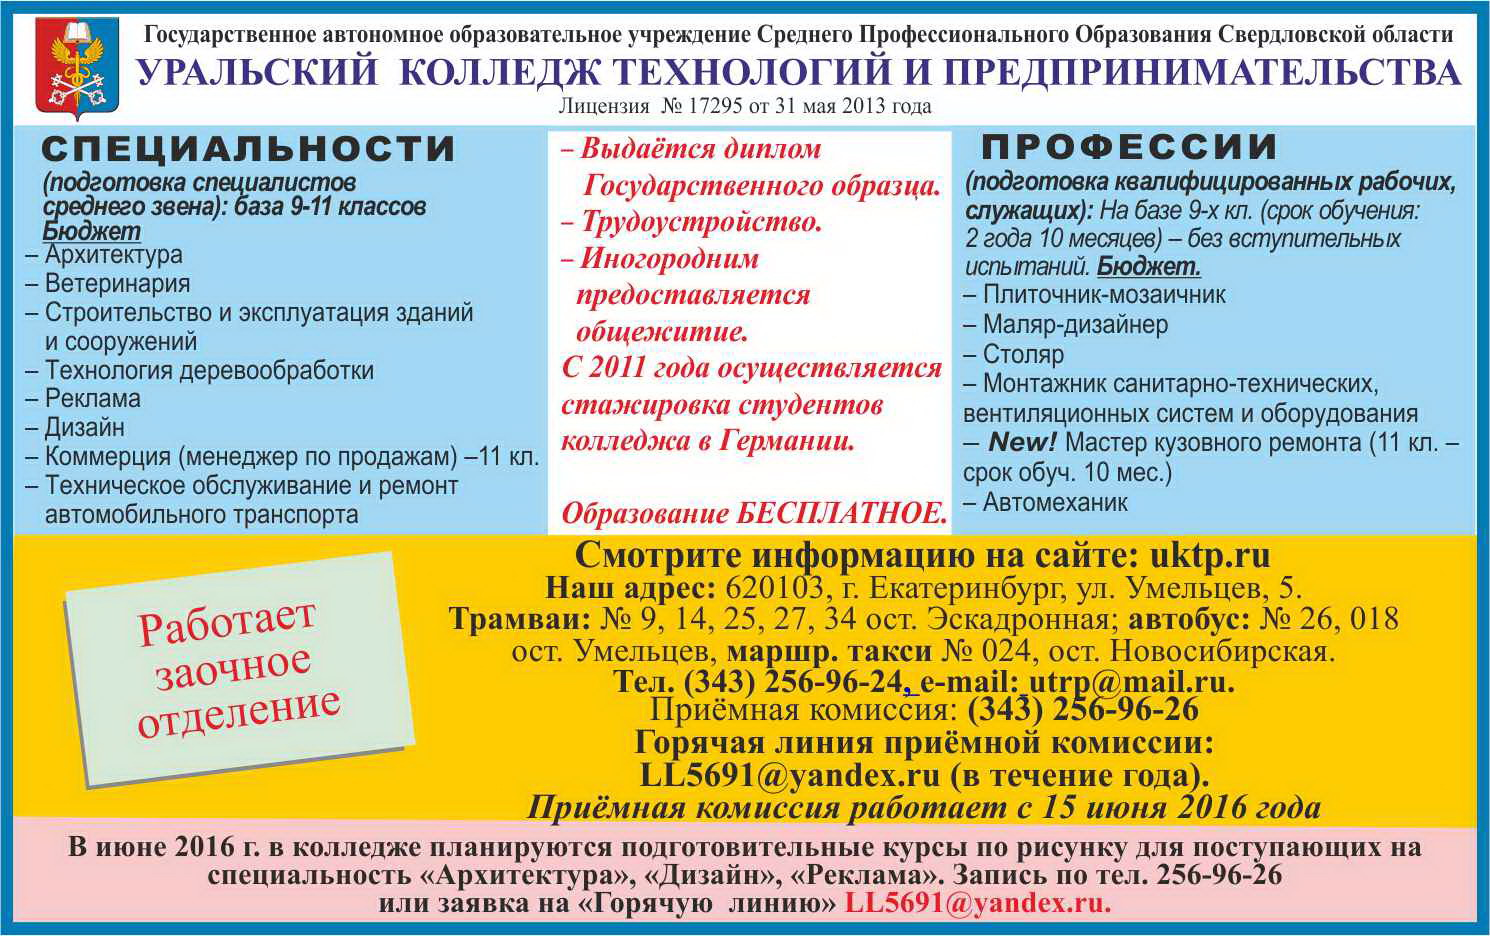 Государственное автономное образовательное учреждение Среднего Профессионального Образования Свердловской области
УРАЛЬСКИЙ КОЛЛЕДЖ ТЕХНОЛОГИЙ И ПРЕДПРИНИМАТЕЛЬСТВА
Лицензия № 17295 от 31 мая 2013 года
СПЕЦИАЛЬНОСТИ
(подготовка специалистов
среднего звена): база 9-11 классов
Бюджет
– Архитектура
– Ветеринария
– Строительство и эксплуатация зданий
и сооружений
– Технология деревообработки
– Реклама
– Дизайн
– Коммерция (менеджер по продажам) –11 кл.
– Техническое обслуживание и ремонт
автомобильного транспорта
– Выдаётся диплом
Государственного образца.
– Трудоустройство.
– Иногородним
предоставляется
общежитие.
С 2011 года осуществляется
стажировка студентов
колледжа в Германии.
Образование БЕСПЛАТНОЕ.
ПРОФЕССИИ
(подготовка квалифицированных рабочих,
служащих): На базе 9-х кл. (срок обучения:
2 года 10 месяцев) – без вступительных
испытаний. Бюджет.
– Плиточник-мозаичник
– Маляр-дизайнер
– Столяр
– Монтажник санитарно-технических,
вентиляционных систем и оборудования
– New! Мастер кузовного ремонта (11 кл. –
срок обуч. 10 мес.)
– Автомеханик
Работает
заочное
отделение
Смотрите информацию на сайте: uktp.ru
Наш адрес: 620103, г. Екатеринбург, ул. Умельцев, 5.
Трамваи: № 9, 14, 25, 27, 34 ост. Эскадронная; автобус: № 26, 018
ост. Умельцев, маршр. такси № 024, ост. Новосибирская.
Тел. (343) 256-96-24, e-mail: utrp@mail.ru.
Приёмная комиссия: (343) 256-96-26
Горячая линия приёмной комиссии:
LL5691@yandex.ru (в течение года).
Приёмная комиссия работает с 15 июня 2016 года
В июне 2016 г. в колледже планируются подготовительные курсы по рисунку для поступающих на
специальность «Архитектура», «Дизайн», «Реклама». Запись по тел. 256-96-26
или заявка на «Горячую линию» LL5691@yandex.ru.